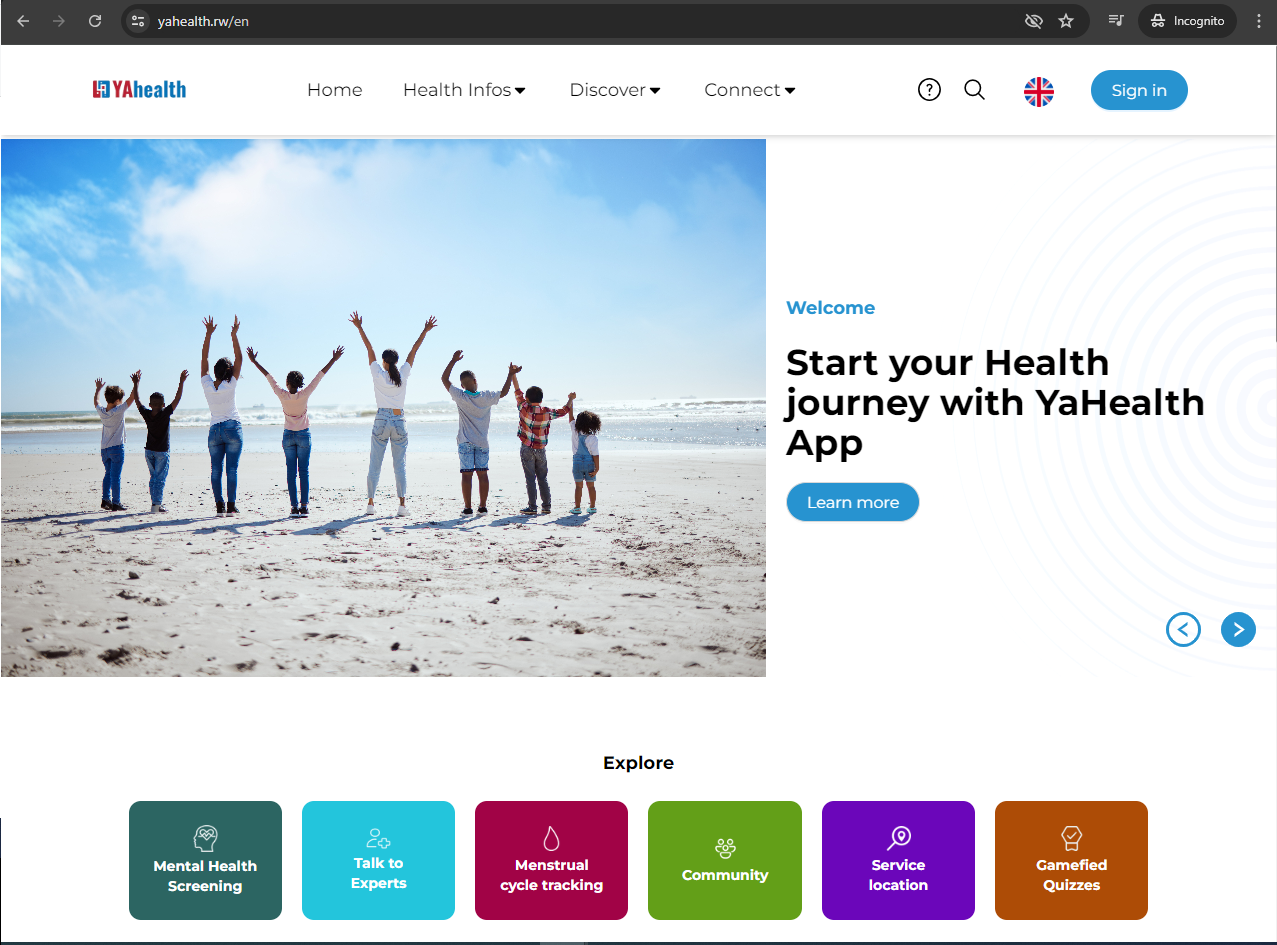 yahealth.rw/en
Incognito
YAhealth
Home
Health Infos
Discover
Connect
?
Sign in
Welcome
Start your Health
journey with YaHealth
App
Learn more
Explore
Mental Health
Screening
Talk to
Experts
Menstrual
cycle tracking
Community
Service
location
Gamefied
Quizzes